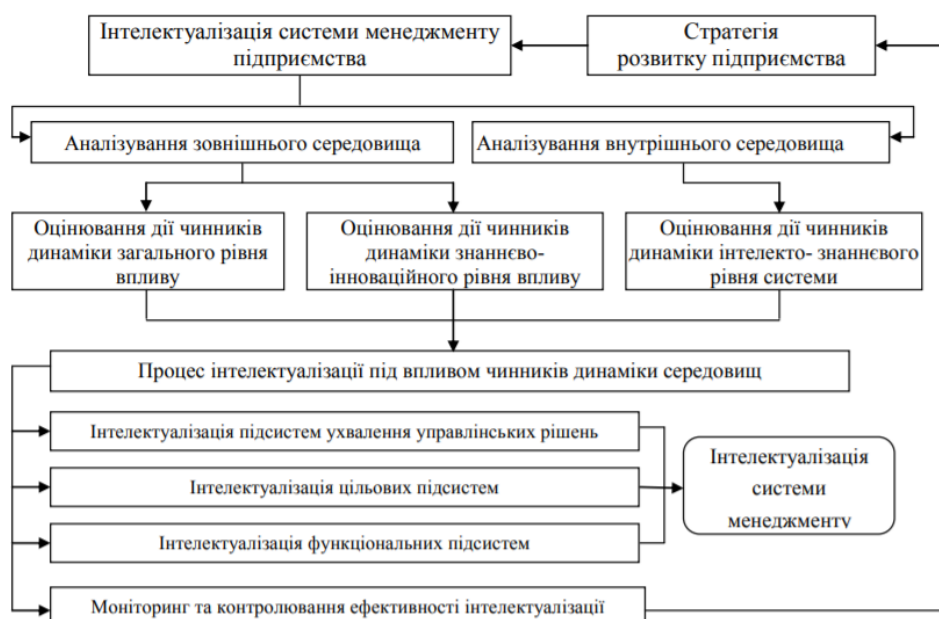 Інтелектуалізація системи менеджменту
підприємства
Стратегія
розвитку підприємства
Аналізування зовнішнього середовища
Аналізування внутрішнього середовища
Оцінювання дії чинників
динаміки загального рівня
впливу
Оцінювання дії чинників
динаміки знаннєво-
інноваційного рівня впливу
Оцінювання дії чинників
динаміки інтелекто- знаннєвого
рівня системи
Процес інтелектуалізації під впливом чинників динаміки середовищ
Інтелектуалізація підсистем ухвалення управлінських рішень
Інтелектуалізація цільових підсистем
Інтелектуалізація функціональних підсистем
Інтелектуалізація
системи
менеджменту
Моніторинг та контролювання ефективності інтелектуалізації